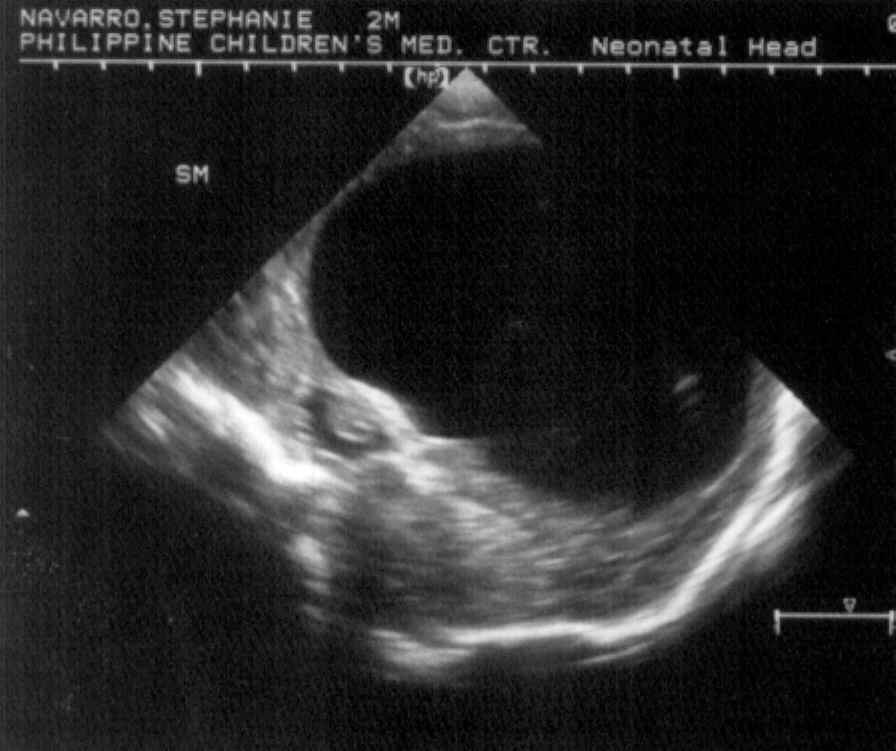 NAVARRO,STEPHANIE 2M
PHILIPPINE CHILDREN'S MED. CTR. Neonatal Head
(hp)
SM